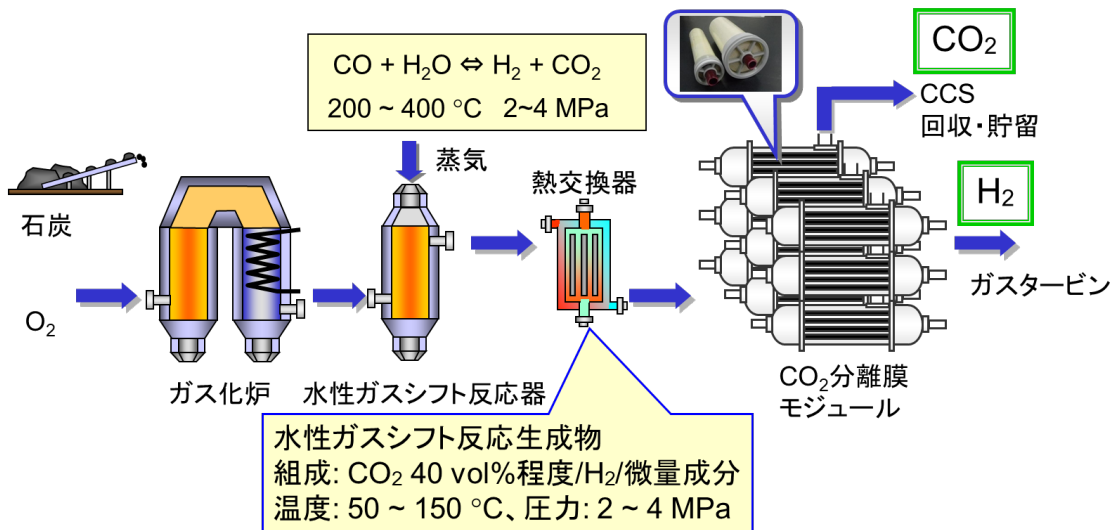 CO + H₂O ⇔ H₂ + CO₂
200 ~ 400 °C 2~4 MPa
CO₂
CCS
回収・貯留
蒸気
熱交換器
H₂
石炭
ガスタービン
O₂
ガス化炉
水性ガスシフト反応器
CO₂分離膜
モジュール
水性ガスシフト反応生成物
組成: CO₂ 40 vol%程度/H₂/微量成分
温度: 50 ~ 150 °C、圧力: 2 ~ 4 MPa